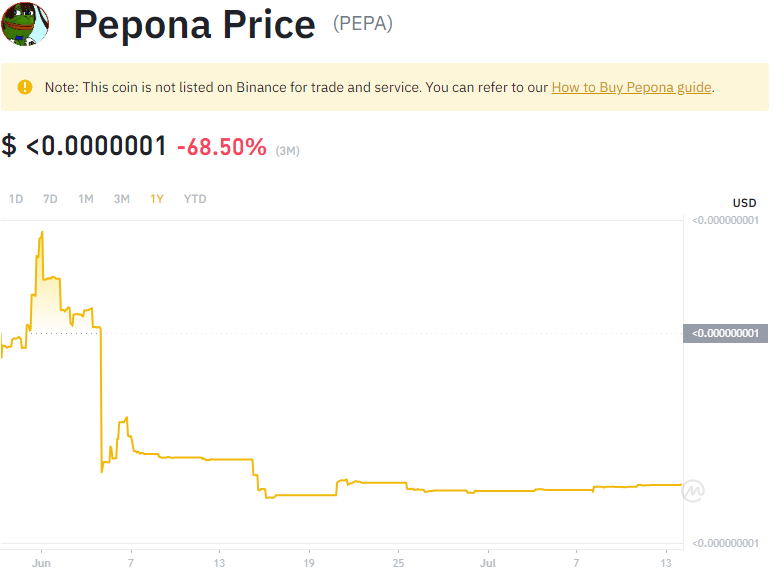 Pepona Price (PEPA)
Note: This coin is not listed on Binance for trade and service. You can refer to our How to Buy Pepona guide.
$ <0.0000001 -68.50% (3M)
1D 7D 1M 3M 1Y YTD
USD
<0.000000001
<0.000000001
<0.000000001
Jun 7 13 19 25 Jul 7 13